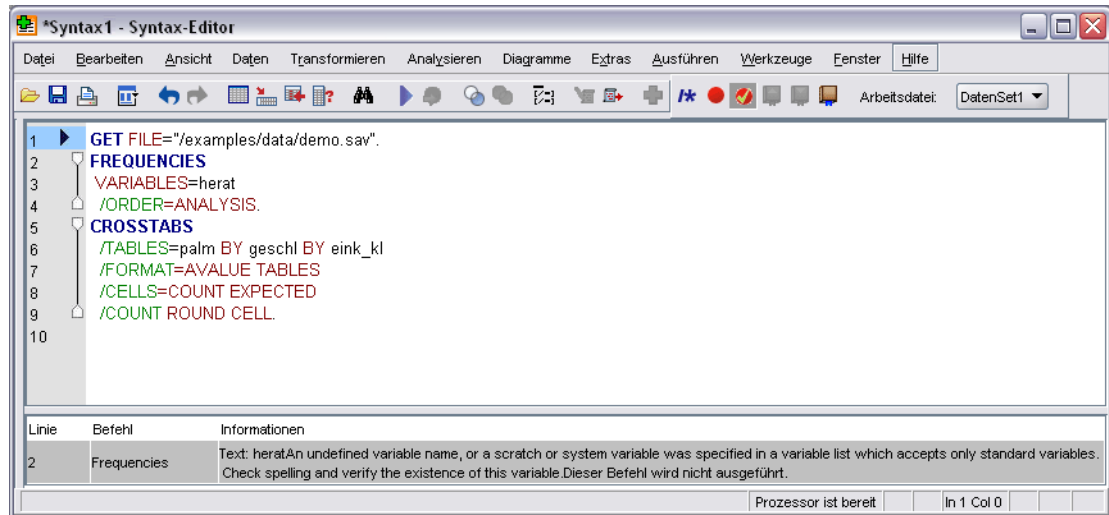 *Syntax1 - Syntax-Editor
Datei Bearbeiten Ansicht Daten Transformieren Analysieren Diagramme Extras Ausführen Werkzeuge Fenster Hilfe
Arbeitsdatei: DatenSet1
1 GET FILE="/examples/data/demo.sav".
2 FREQUENCIES
3 VARIABLES=herat
4 /ORDER=ANALYSIS.
5 CROSSTABS
6 /TABLES=palm BY geschl BY eink_kl
7 /FORMAT=AVALUE TABLES
8 /CELLS=COUNT EXPECTED
9 /COUNT ROUND CELL.
10
Linie Befehl Informationen
2 Frequencies Text: heratAn undefined variable name, or a scratch or system variable was specified in a variable list which accepts only standard variables.
Check spelling and verify the existence of this variable.Dieser Befehl wird nicht ausgeführt.
Prozessor ist bereit In 1 Col 0